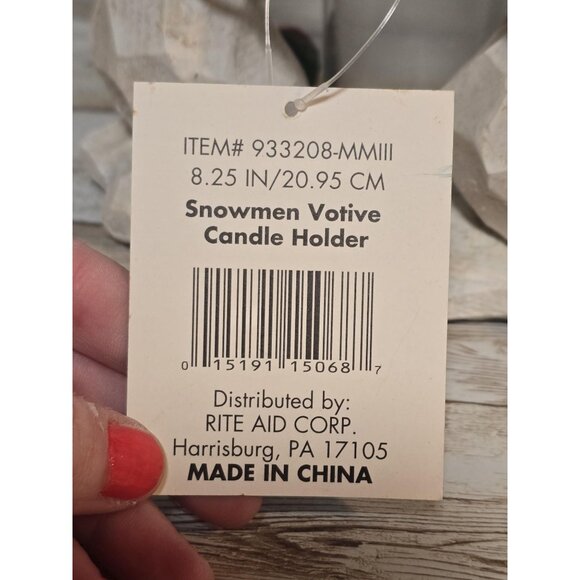 ITEM# 933208-MMIII
8.25 IN/20.95 CM
Snowmen Votive
Candle Holder
0 15191 15068 7
Distributed by:
RITE AID CORP.
Harrisburg, PA 17105
MADE IN CHINA